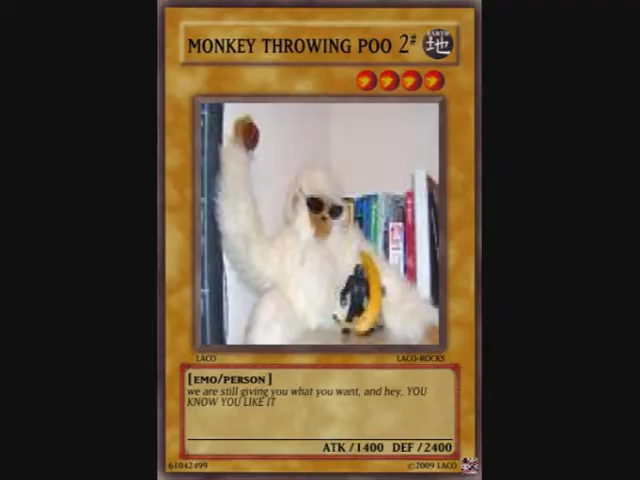 MONKEY THROWING POO 2#
EARTH
地
LACO LACO-ROCKS
[EMO/PERSON]
we are still giving you what you want, and hey, YOU
KNOW YOU LIKE IT
ATK/1400 DEF/2400
61042499 ©2009 LACO